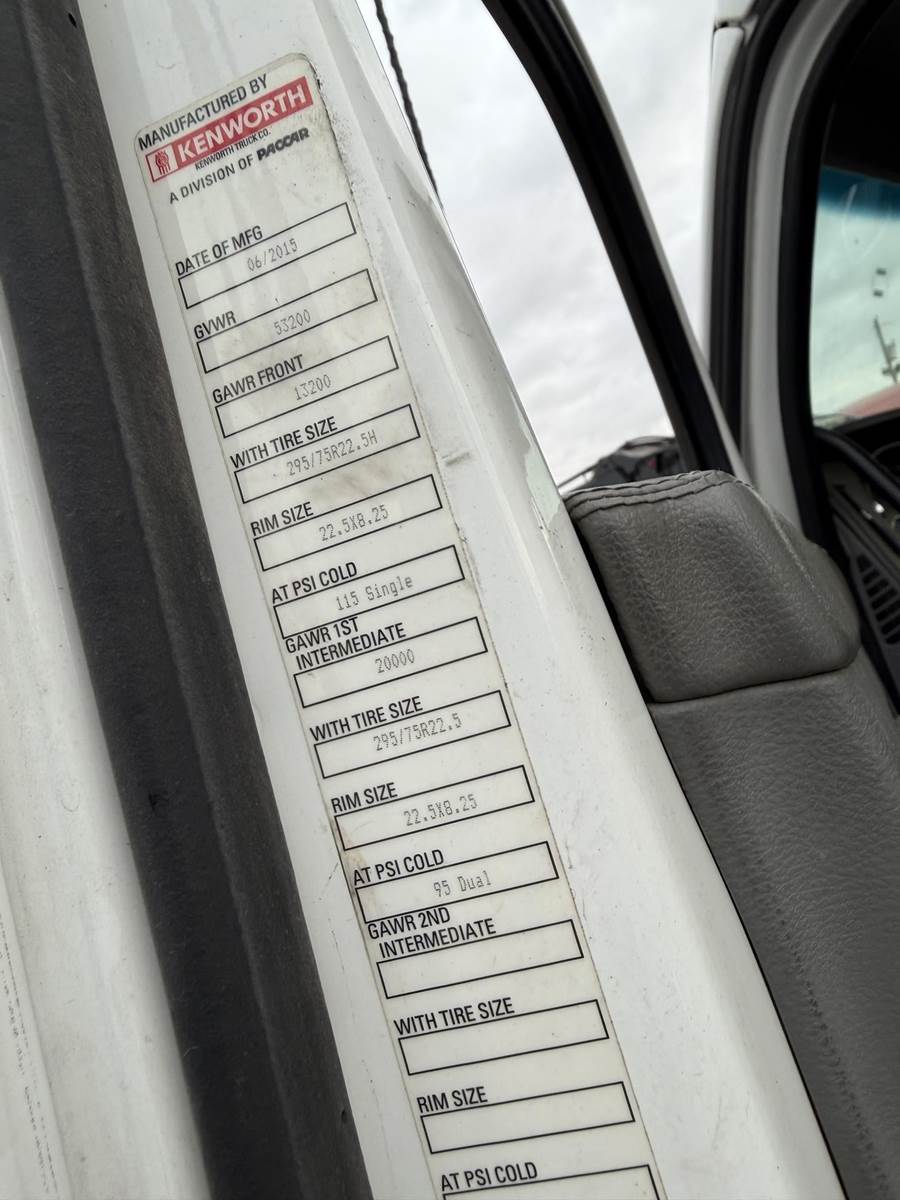 MANUFACTURED BY
KENWORTH
KENWORTH TRUCK CO.
A DIVISION OF PACCAR
DATE OF MFG
06/2015
GVWR
53200
GAWR FRONT
13200
WITH TIRE SIZE
295/75R22.5H
RIM SIZE
22.5X8.25
AT PSI COLD
115 Single
GAWR 1ST
INTERMEDIATE
20000
WITH TIRE SIZE
295/75R22.5
RIM SIZE
22.5X8.25
AT PSI COLD
95 Dual
GAWR 2ND
INTERMEDIATE
WITH TIRE SIZE
RIM SIZE
AT PSI COLD